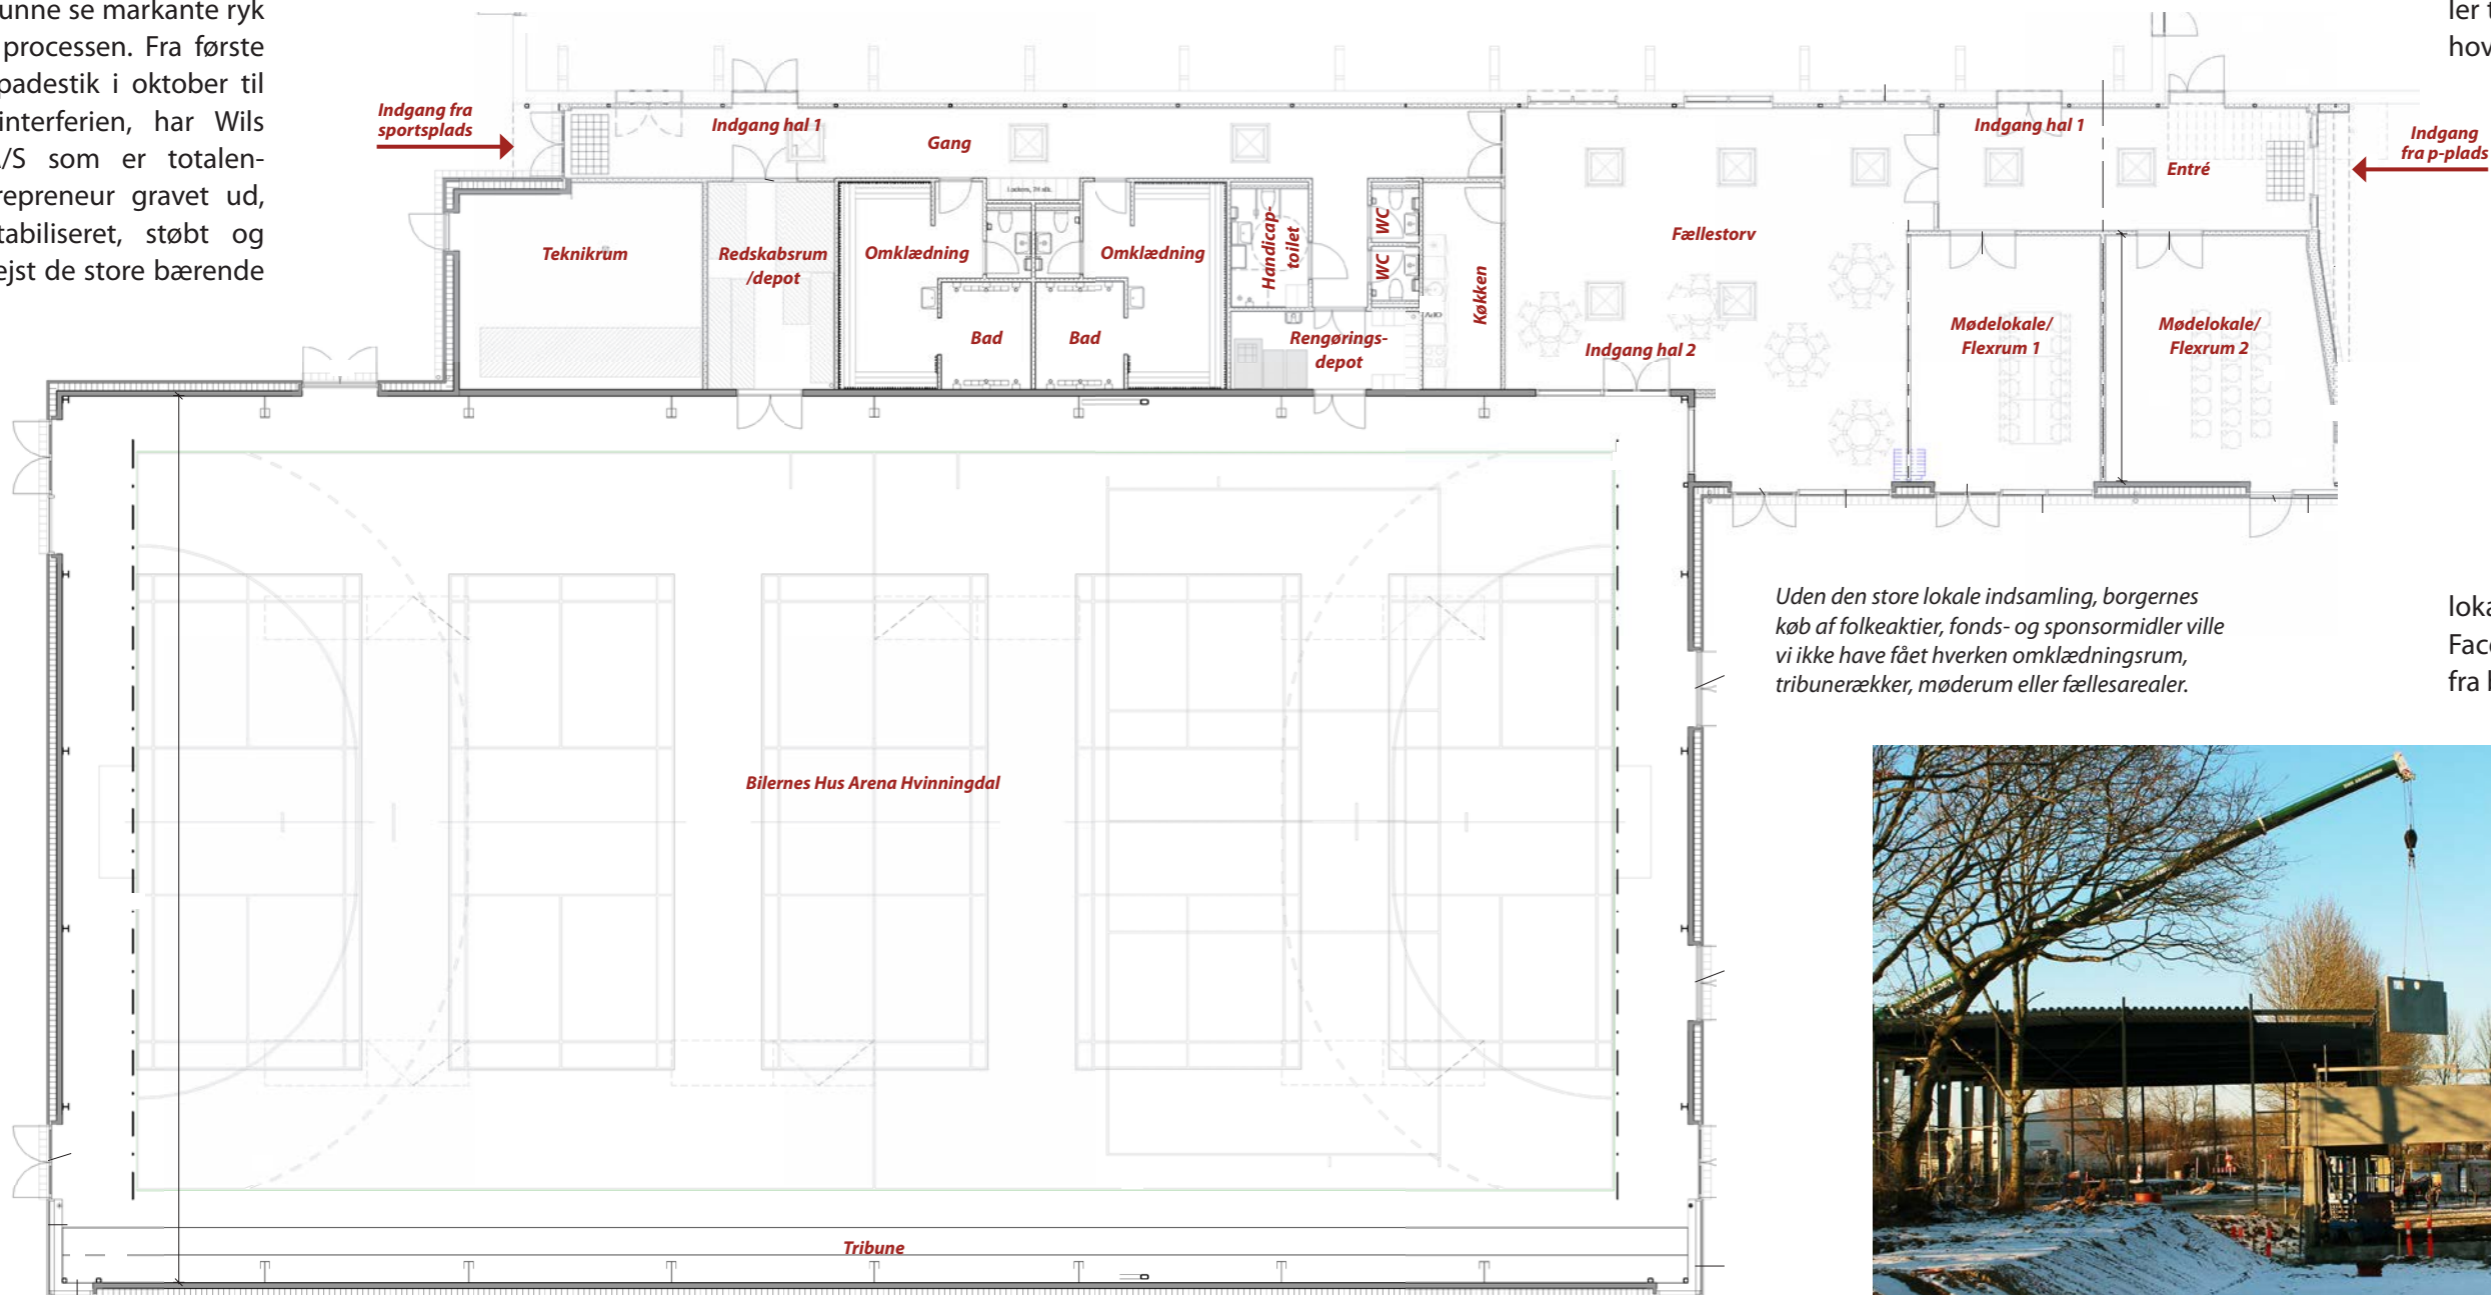 unne se markante ryk
processen. Fra første
padestik i oktober til
interferien, har Wils
/S som er totalen-
repreneur gravet ud,
tabiliseret, støbt og
ejst de store bærende
Indgang fra
sportsplads
Indgang hal 1
Gang
Indgang hal 1
Entré
Indgang
fra p-plads
Teknikrum
Redskabsrum
/depot
Omklædning
Omklædning
Bad
Bad
Handicap-
toilet
WC
WC
Rengørings-
depot
Køkken
Fællestorv
Indgang hal 2
Mødelokale/
Flexrum 1
Mødelokale/
Flexrum 2
Bilernes Hus Arena Hvinningdal
Tribune
Uden den store lokale indsamling, borgernes
køb af folkeaktier, fonds- og sponsormidler ville
vi ikke have fået hverken omklædningsrum,
tribunerækker, møderum eller fællesarealer.
ler t
hov
loka
Face
fra l